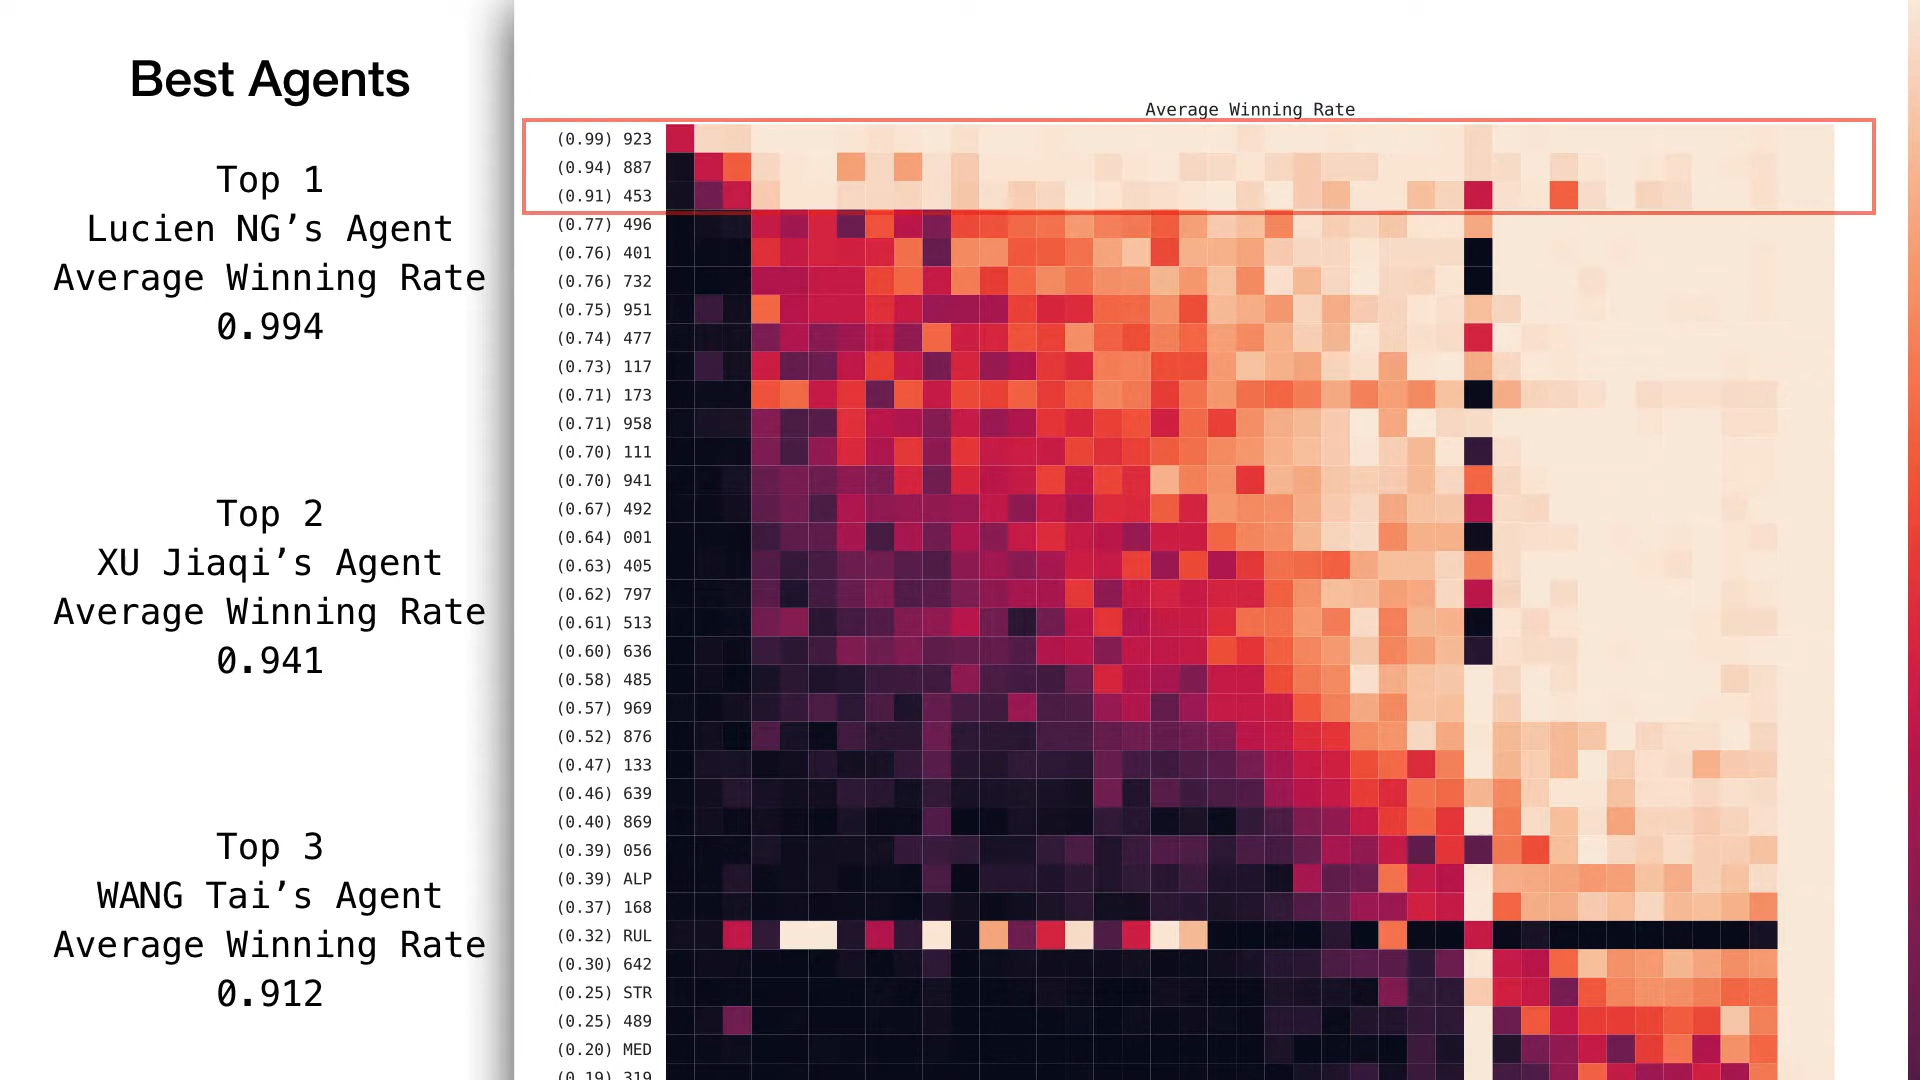 Best Agents
Top 1
Lucien NG’s Agent
Average Winning Rate
0.994
Top 2
XU Jiaqi’s Agent
Average Winning Rate
0.941
Top 3
WANG Tai’s Agent
Average Winning Rate
0.912
Average Winning Rate
(0.99) 923
(0.94) 887
(0.91) 453
(0.77) 496
(0.76) 401
(0.76) 732
(0.75) 951
(0.74) 477
(0.73) 117
(0.71) 173
(0.71) 958
(0.70) 111
(0.70) 941
(0.67) 492
(0.64) 001
(0.63) 405
(0.62) 797
(0.61) 513
(0.60) 636
(0.58) 485
(0.57) 969
(0.52) 876
(0.47) 133
(0.46) 639
(0.40) 869
(0.39) 056
(0.39) ALP
(0.37) 168
(0.32) RUL
(0.30) 642
(0.25) STR
(0.25) 489
(0.20) MED
(0.19) 319